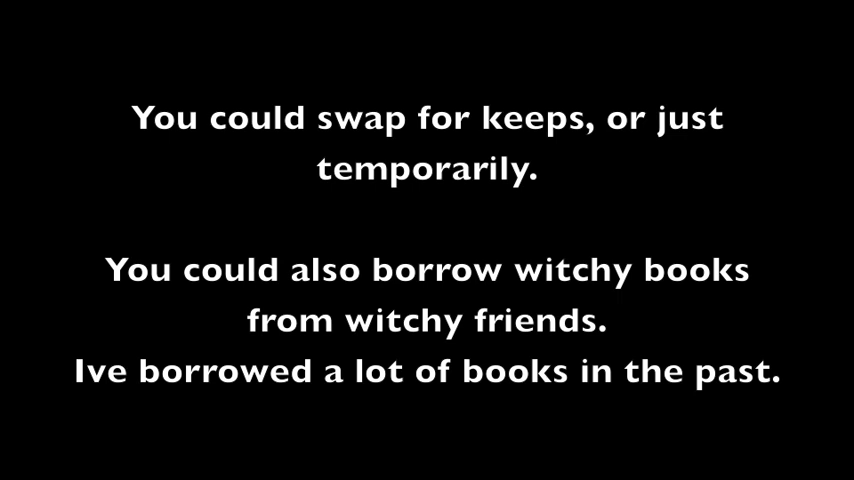 You could swap for keeps, or just
temporarily.
You could also borrow witchy books
from witchy friends.
Ive borrowed a lot of books in the past.